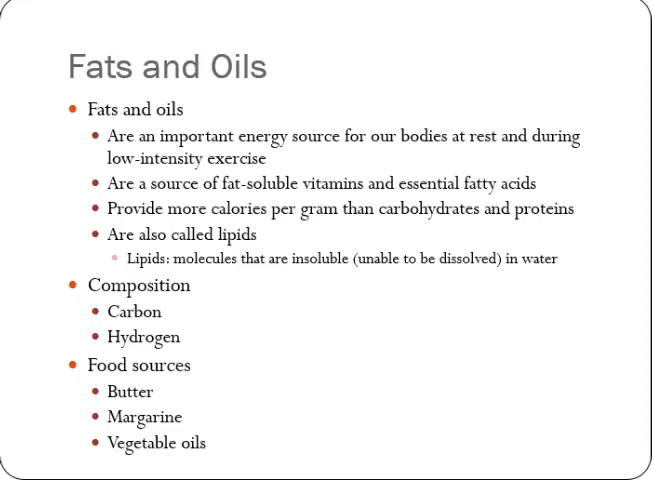 Fats and Oils
Fats and oils
Are an important energy source for our bodies at rest and during
low-intensity exercise
Are a source of fat-soluble vitamins and essential fatty acids
Provide more calories per gram than carbohydrates and proteins
Are also called lipids
Lipids: molecules that are insoluble (unable to be dissolved) in water
Composition
Carbon
Hydrogen
Food sources
Butter
Margarine
Vegetable oils